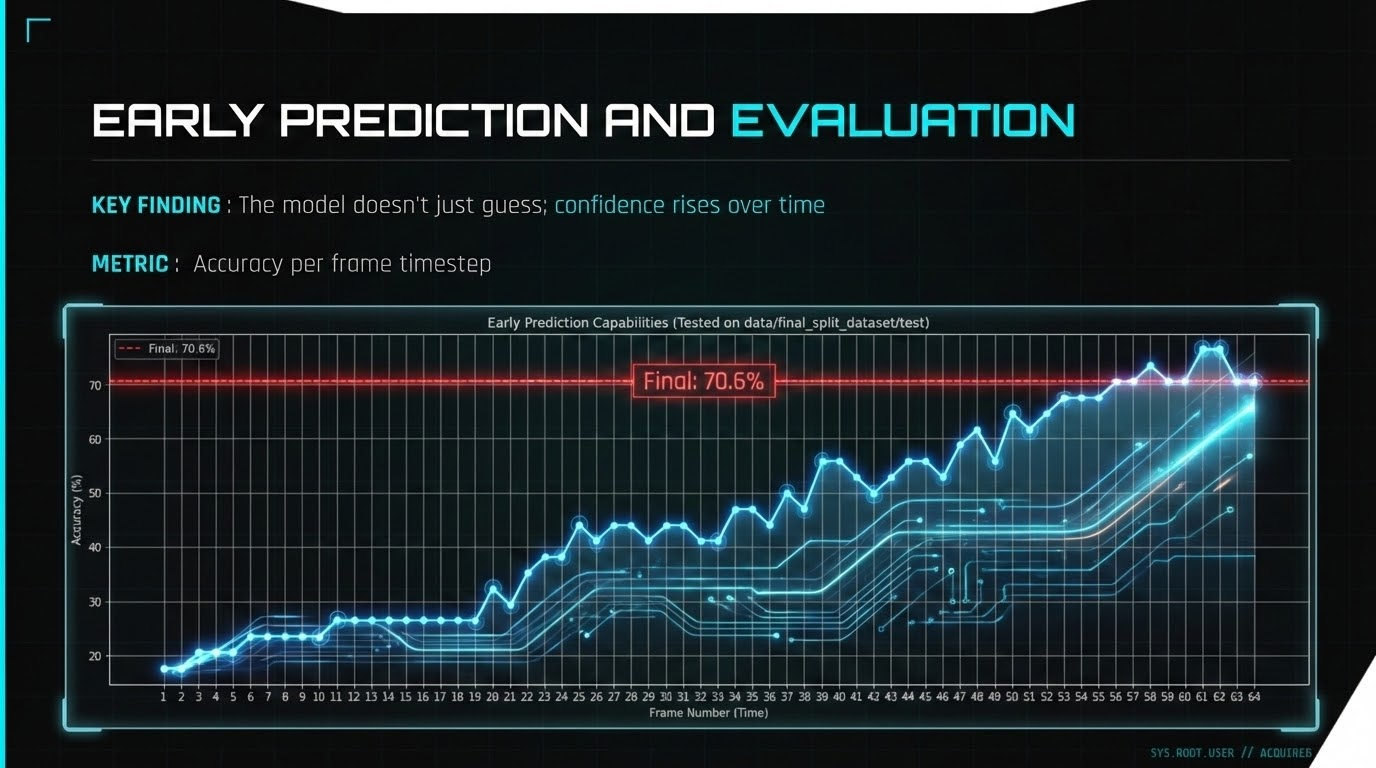 EARLY PREDICTION AND EVALUATION
KEY FINDING : The model doesn't just guess; confidence rises over time
METRIC : Accuracy per frame timestep
Early Prediction Capabilities (Tested on data/final_split_dataset/test)
Final: 70.6%
Final: 70.6%
70
60
50
40
30
20
Accuracy (%)
1 2 3 4 5 6 7 8 9 10 11 12 13 14 15 16 17 18 19 20 21 22 23 24 25 26 27 28 29 30 31 32 33 34 35 36 37 38 39 40 41 42 43 44 45 46 47 48 49 50 51 52 53 54 55 56 57 58 59 60 61 62 63 64
Frame Number (Time)
SYS.ROOT.USER // ACQUIRED